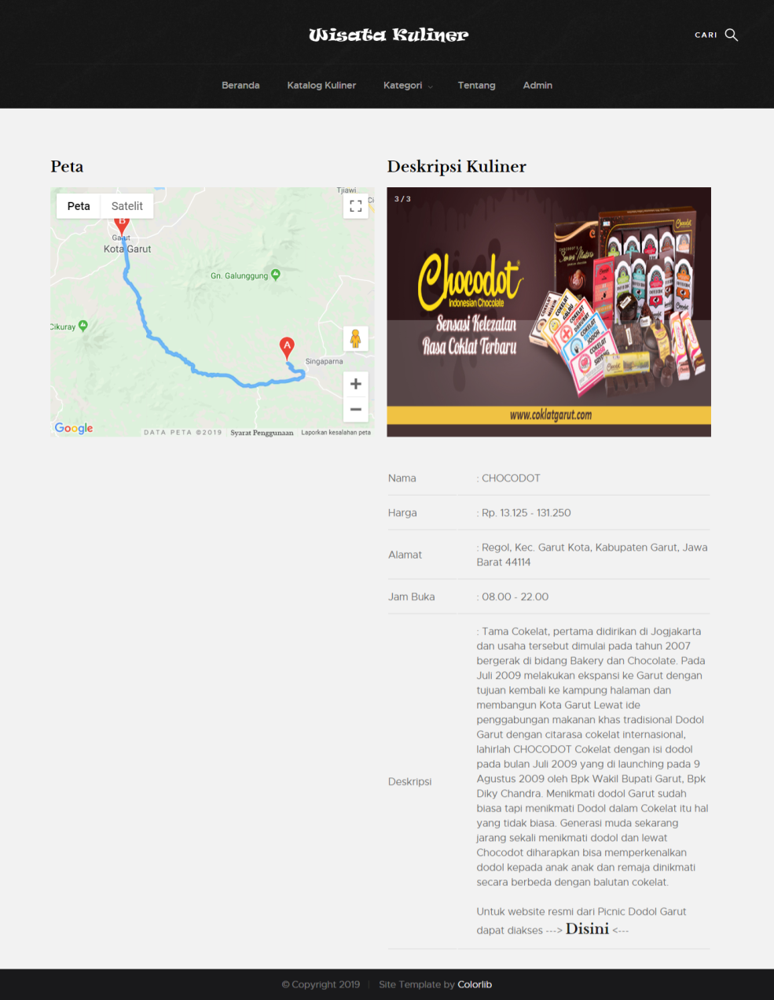 Wisata Kuliner
CARI
Beranda
Katalog Kuliner
Kategori
Tentang
Admin
Peta
Peta
Satelit
Tjiawi
Ci
B
Garut
Kota Garut
Gn. Galunggung
Cikuray
A
Singaparna
Google
DATA PETA ©2019
Syarat Penggunaan
Laporkan kesalahan peta
Deskripsi Kuliner
3 / 3
Chocodot®
Indonesian Chocolate
Sensasi Kelezatan
Rasa Coklat Terbaru
Chocodot
COKELAT
COKELAT
GALAU
COKELAT
COKELAT
COKELAT
www.coklatgarut.com
Nama : CHOCODOT
Harga : Rp. 13.125 - 131.250
Alamat : Regol, Kec. Garut Kota, Kabupaten Garut, Jawa
Barat 44114
Jam Buka : 08.00 - 22.00
Deskripsi : Tama Cokelat, pertama didirikan di Jogjakarta
dan usaha tersebut dimulai pada tahun 2007
bergerak di bidang Bakery dan Chocolate. Pada
Juli 2009 melakukan ekspansi ke Garut dengan
tujuan kembali ke kampung halaman dan
membangun Kota Garut Lewat ide
penggabungan makanan khas tradisional Dodol
Garut dengan citarasa cokelat internasional,
lahirlah CHOCODOT Cokelat dengan isi dodol
pada bulan Juli 2009 yang di launching pada 9
Agustus 2009 oleh Bpk Wakil Bupati Garut, Bpk
Diky Chandra. Menikmati dodol Garut sudah
biasa tapi menikmati Dodol dalam Cokelat itu hal
yang tidak biasa. Generasi muda sekarang
jarang sekali menikmati dodol dan lewat
Chocodot diharapkan bisa memperkenalkan
dodol kepada anak anak dan remaja dinikmati
secara berbeda dengan balutan cokelat.
Untuk website resmi dari Picnic Dodol Garut
dapat diakses ---> Disini <---
© Copyright 2019
Site Template by Colorlib